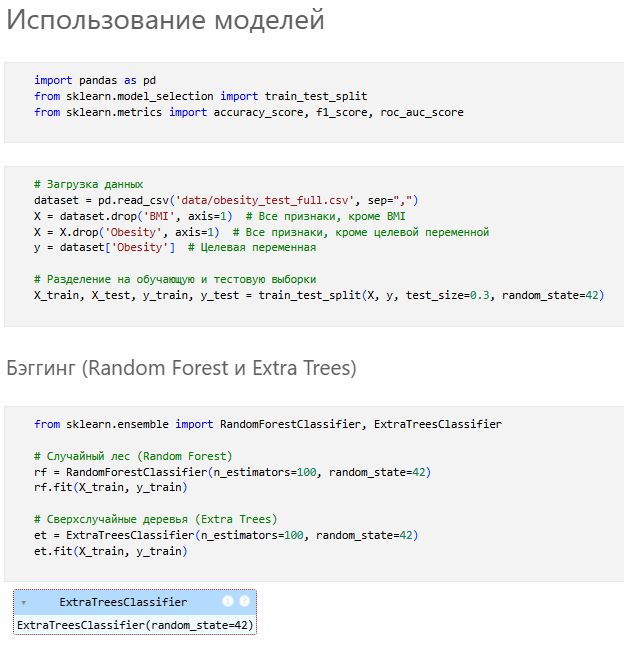 Использование моделей
import pandas as pd
from sklearn.model_selection import train_test_split
from sklearn.metrics import accuracy_score, f1_score, roc_auc_score
# Загрузка данных
dataset = pd.read_csv('data/obesity_test_full.csv', sep=",")
X = dataset.drop('BMI', axis=1)  # Все признаки, кроме BMI
X = X.drop('Obesity', axis=1)  # Все признаки, кроме целевой переменной
y = dataset['Obesity']  # Целевая переменная
# Разделение на обучающую и тестовую выборки
X_train, X_test, y_train, y_test = train_test_split(X, y, test_size=0.3, random_state=42)
Бэггинг (Random Forest и Extra Trees)
from sklearn.ensemble import RandomForestClassifier, ExtraTreesClassifier
# Случайный лес (Random Forest)
rf = RandomForestClassifier(n_estimators=100, random_state=42)
rf.fit(X_train, y_train)
# Сверхслучайные деревья (Extra Trees)
et = ExtraTreesClassifier(n_estimators=100, random_state=42)
et.fit(X_train, y_train)
ExtraTreesClassifier i ?
ExtraTreesClassifier(random_state=42)